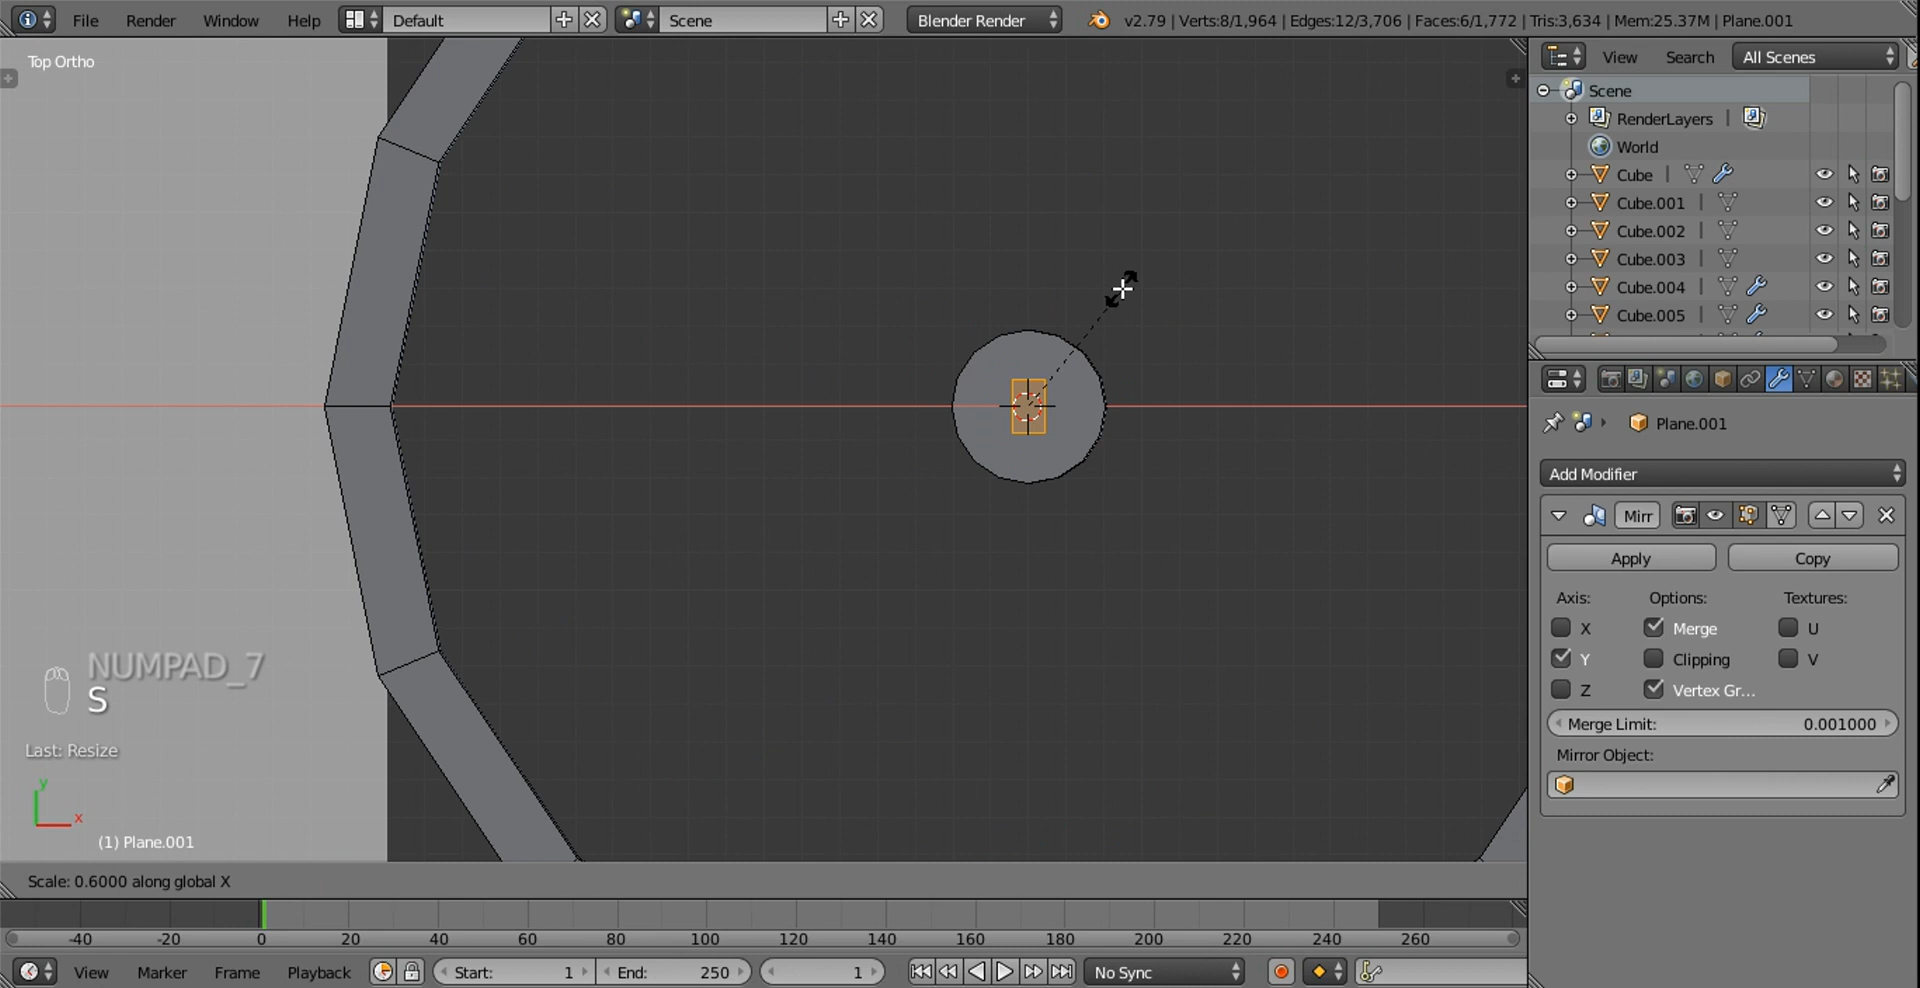 File Render Window Help Default Scene Blender Render v2.79 | Verts:8/1,964 | Edges:12/3,706 | Faces:6/1,772 | Tris:3,634 | Mem:25.37M | Plane.001
Top Ortho
View Search All Scenes
Scene
RenderLayers
World
Cube
Cube.001
Cube.002
Cube.003
Cube.004
Cube.005
Plane.001
Add Modifier
Mirr
Apply Copy
Axis: Options: Textures:
X Merge U
Y Clipping V
Z Vertex Gr...
Merge Limit: 0.001000
Mirror Object:
NUMPAD_7
S
Last: Resize
y
x
(1) Plane.001
Scale: 0.6000 along global X
-40 -20 0 20 40 60 80 100 120 140 160 180 200 220 240 260
View Marker Frame Playback Start: 1 End: 250 1 No Sync